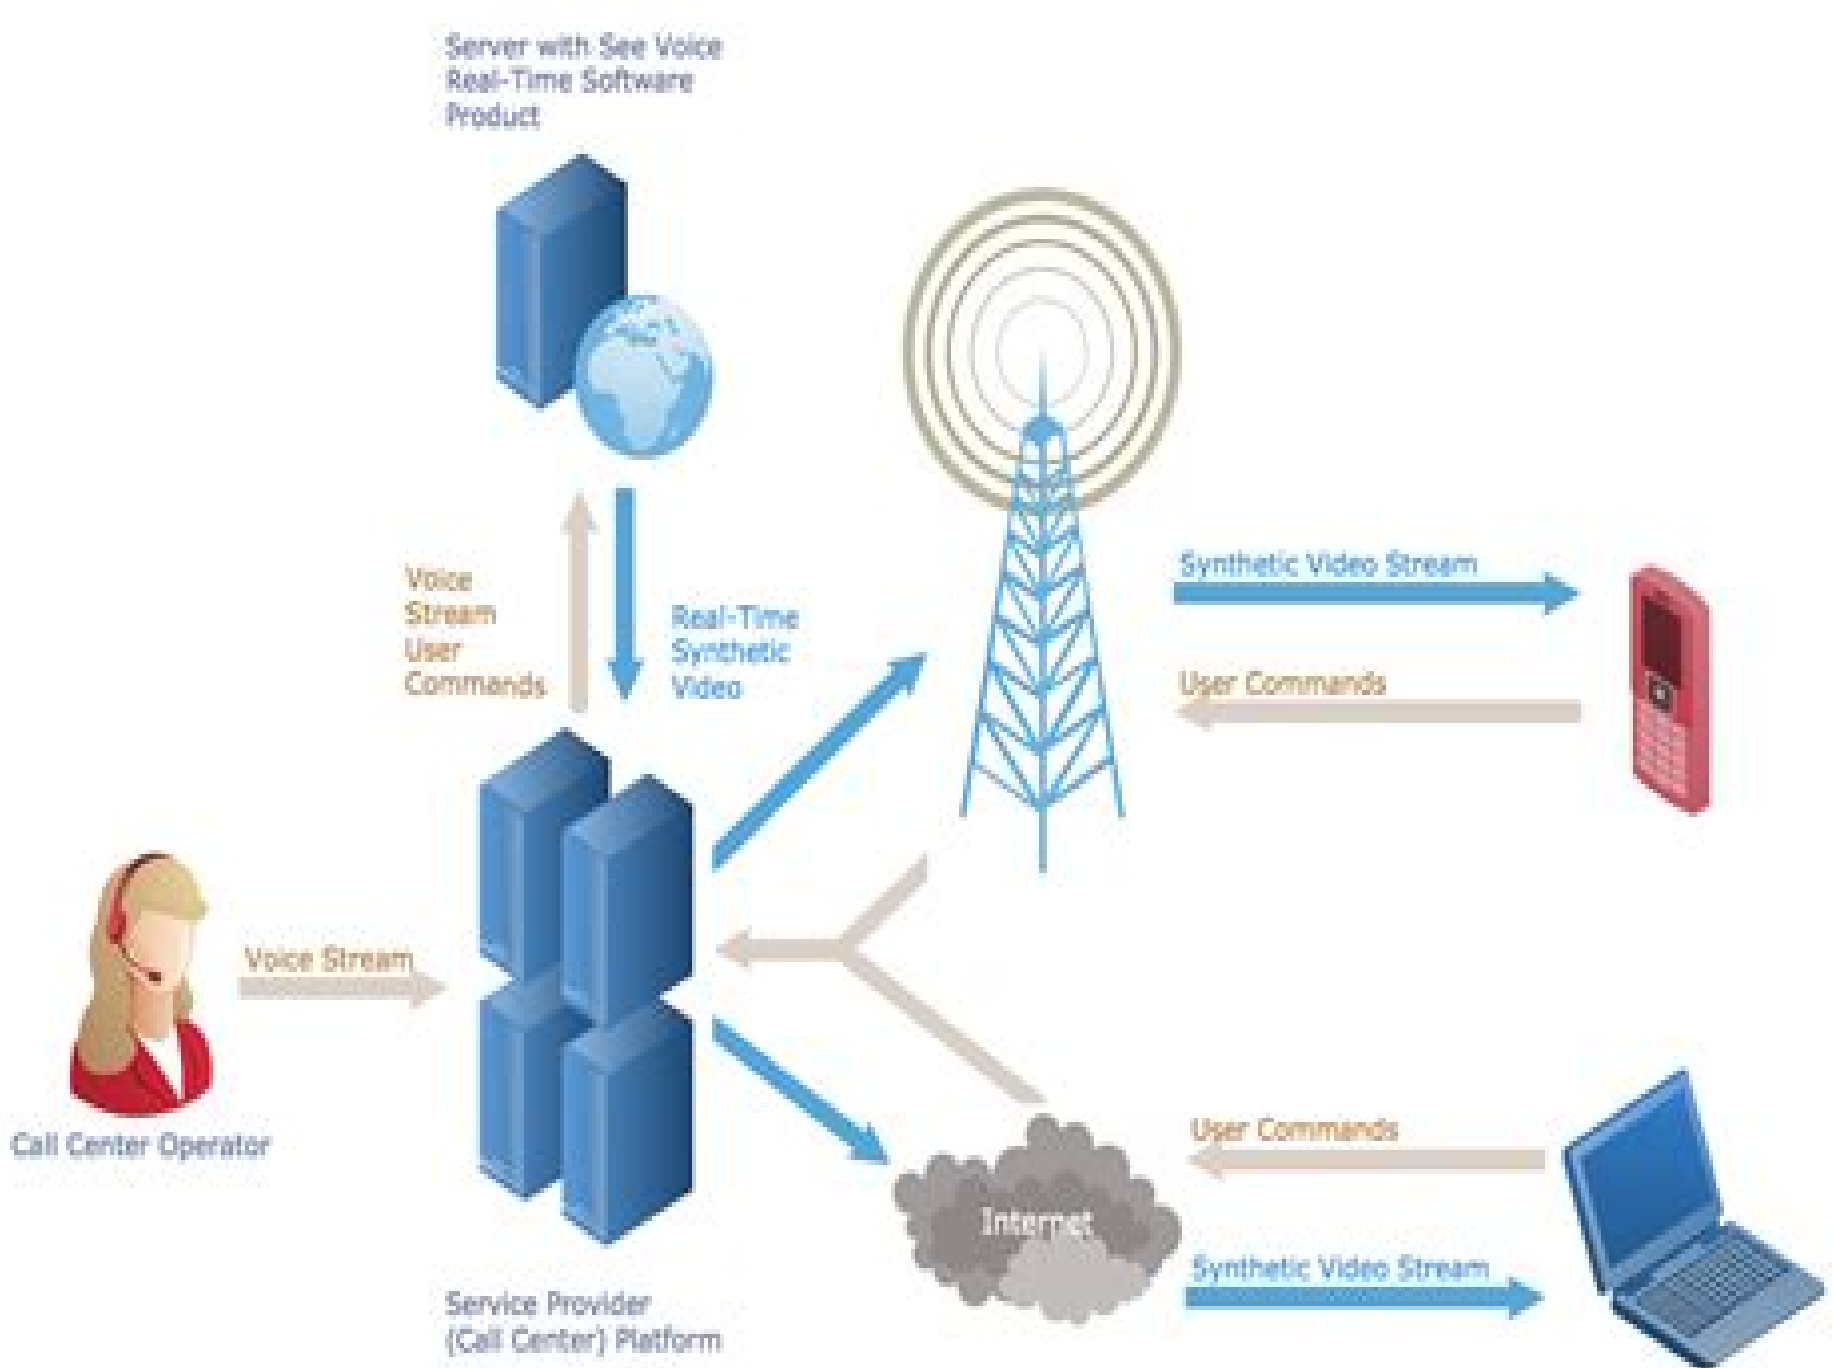 Server with See Voice
Real-Time Software
Product
Voice
Stream
User
Commands
Real-Time
Synthetic
Video
Synthetic Video Stream
User Commands
Voice Stream
Call Center Operator
User Commands
Internet
Synthetic Video Stream
Service Provider
(Call Center) Platform